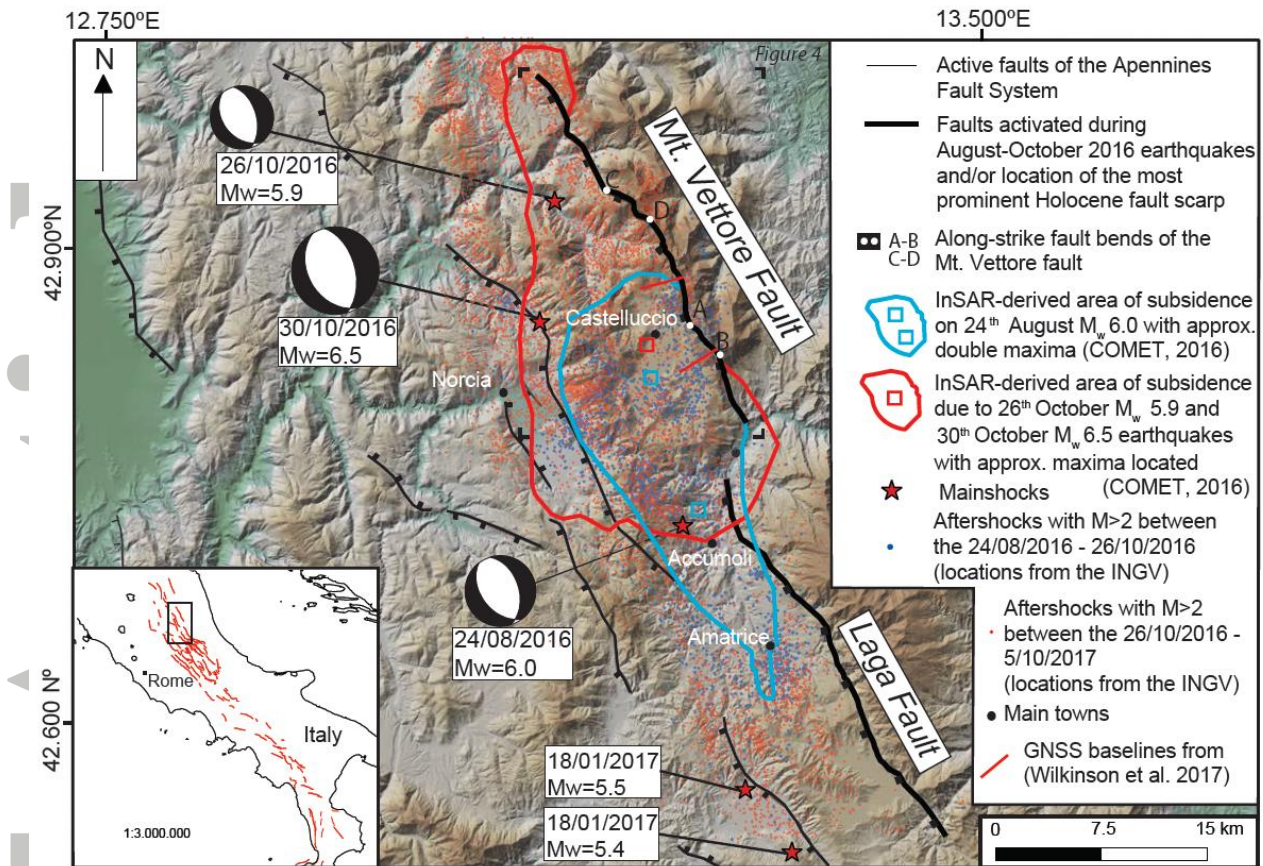 12.750ºE
13.500ºE
N
Figure 4
42.900ºN
42.600 Nº
26/10/2016
Mw=5.9
30/10/2016
Mw=6.5
C
D
Mt. Vettore Fault
A
B
Castelluccio
Norcia
Accumoli
24/08/2016
Mw=6.0
Amatrice
Laga Fault
18/01/2017
Mw=5.5
18/01/2017
Mw=5.4
Rome
Italy
1:3.000.000
Active faults of the Apennines
Fault System
Faults activated during
August-October 2016 earthquakes
and/or location of the most
prominent Holocene fault scarp
A-B
C-D
Along-strike fault bends of the
Mt. Vettore fault
InSAR-derived area of subsidence
on 24th August Mw 6.0 with approx.
double maxima (COMET, 2016)
InSAR-derived area of subsidence
due to 26th October Mw 5.9 and
30th October Mw 6.5 earthquakes
with approx. maxima located
(COMET, 2016)
Mainshocks
Aftershocks with M>2 between
the 24/08/2016 - 26/10/2016
(locations from the INGV)
Aftershocks with M>2
between the 26/10/2016 -
5/10/2017
(locations from the INGV)
Main towns
GNSS baselines from
(Wilkinson et al. 2017)
0 7.5 15 km